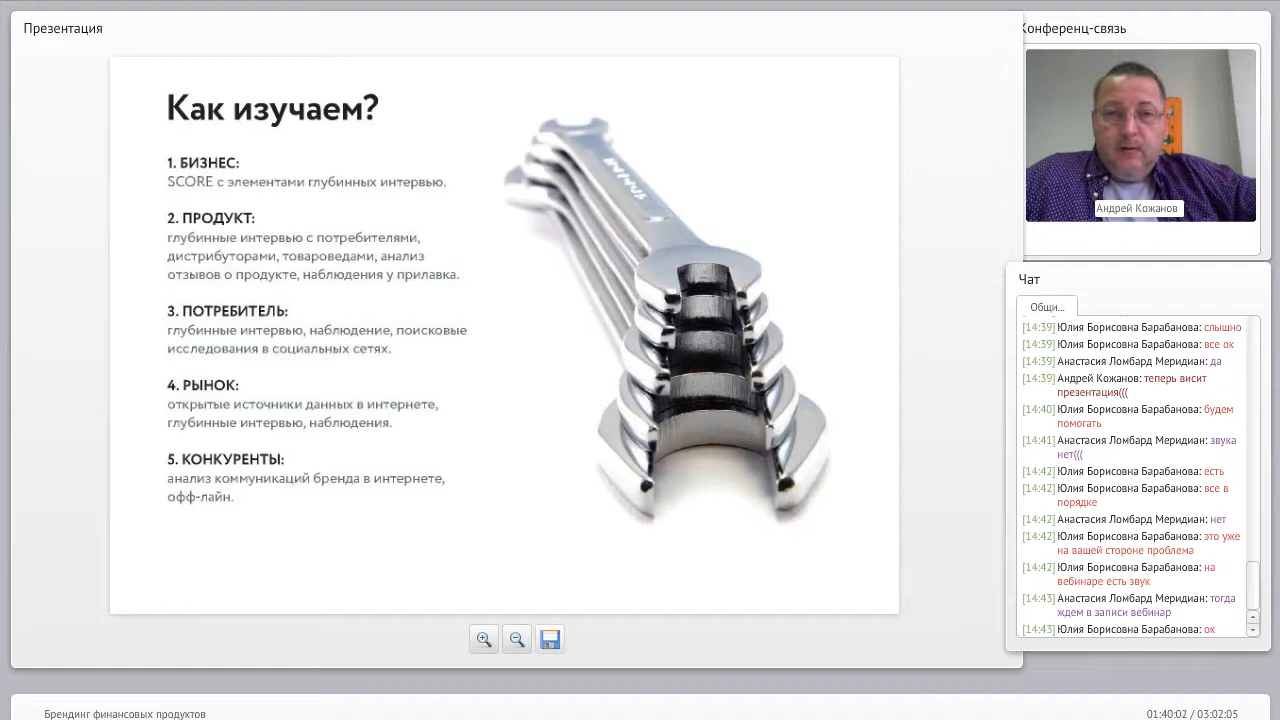 Презентация
Как изучаем?
1. БИЗНЕС:
SCORE с элементами глубинных интервью.
2. ПРОДУКТ:
глубинные интервью с потребителями,
дистрибуторами, товароведами, анализ
отзывов о продукте, наблюдения у прилавка.
3. ПОТРЕБИТЕЛЬ:
глубинные интервью, наблюдение, поисковые
исследования в социальных сетях.
4. РЫНОК:
открытые источники данных в интернете,
глубинные интервью, наблюдения.
5. КОНКУРЕНТЫ:
анализ коммуникаций бренда в интернете,
офф-лайн.
Конференц-связь
Андрей Кожанов
Чат
Общи...
[14:39] Юлия Борисовна Барабанова: слышно
[14:39] Юлия Борисовна Барабанова: все ок
[14:39] Анастасия Ломбард Меридиан: да
[14:39] Андрей Кожанов: теперь висит
презентация(((
[14:40] Юлия Борисовна Барабанова: будем
помогать
[14:41] Анастасия Ломбард Меридиан: звука
нет(((
[14:42] Юлия Борисовна Барабанова: есть
[14:42] Юлия Борисовна Барабанова: все в
порядке
[14:42] Анастасия Ломбард Меридиан: нет
[14:42] Юлия Борисовна Барабанова: это уже
на вашей стороне проблема
[14:42] Юлия Борисовна Барабанова: на
вебинаре есть звук
[14:43] Анастасия Ломбард Меридиан: тогда
ждем в записи вебинар
[14:43] Юлия Борисовна Барабанова: ок
Брендинг финансовых продуктов
01:40:02 / 03:02:05